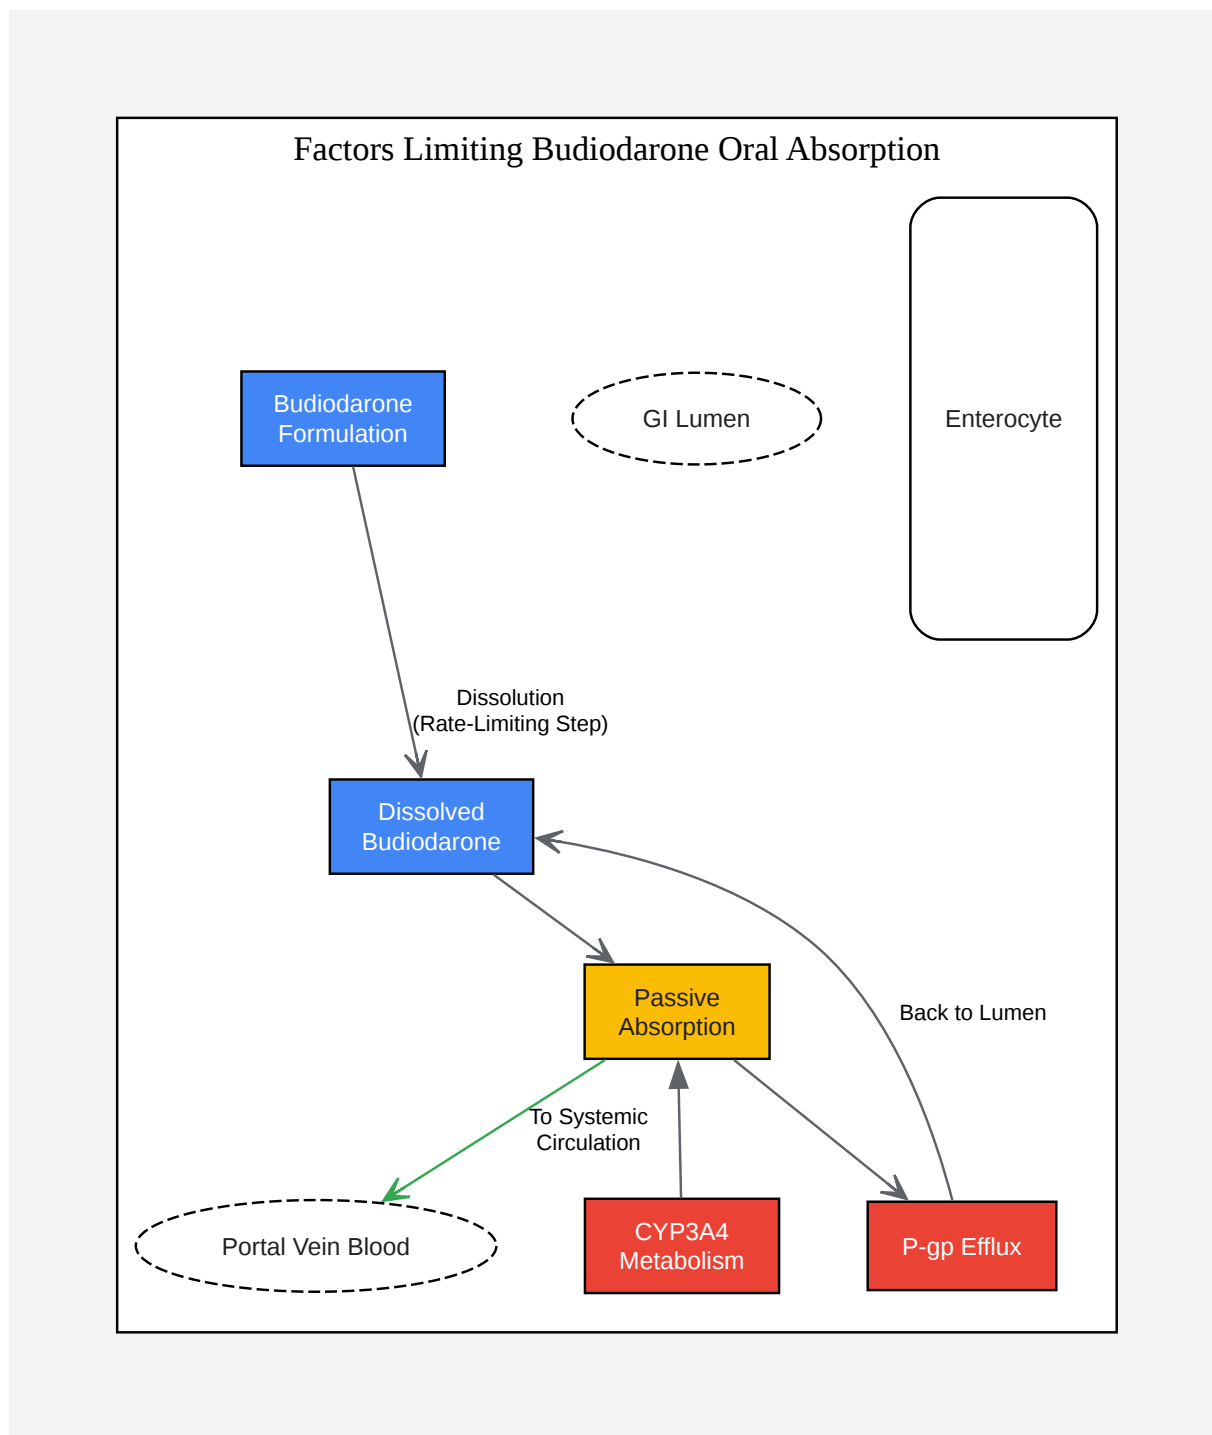 Factors Limiting Budiodarone Oral Absorption
Budiodarone
Formulation
GI Lumen
Enterocyte
Dissolution
(Rate-Limiting Step)
Dissolved
Budiodarone
Passive
Absorption
Back to Lumen
To Systemic
Circulation
Portal Vein Blood
CYP3A4
Metabolism
P-gp Efflux